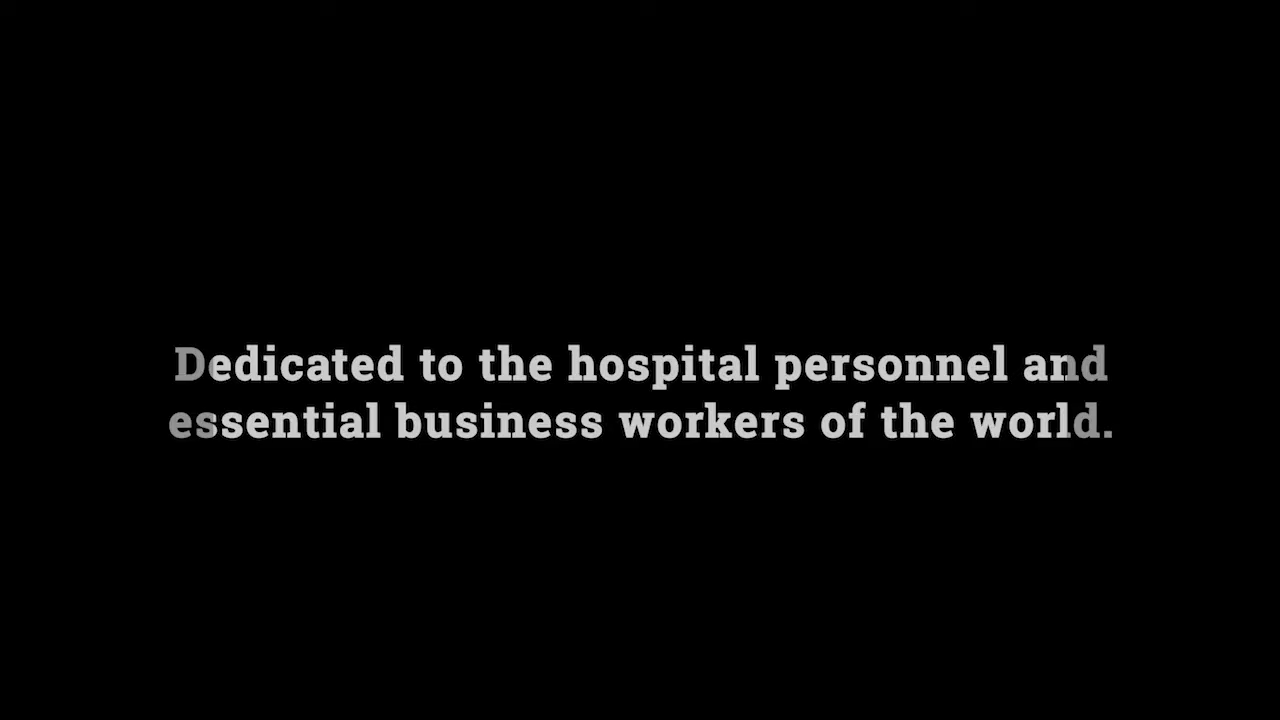 Dedicated to the hospital personnel and
essential business workers of the world.